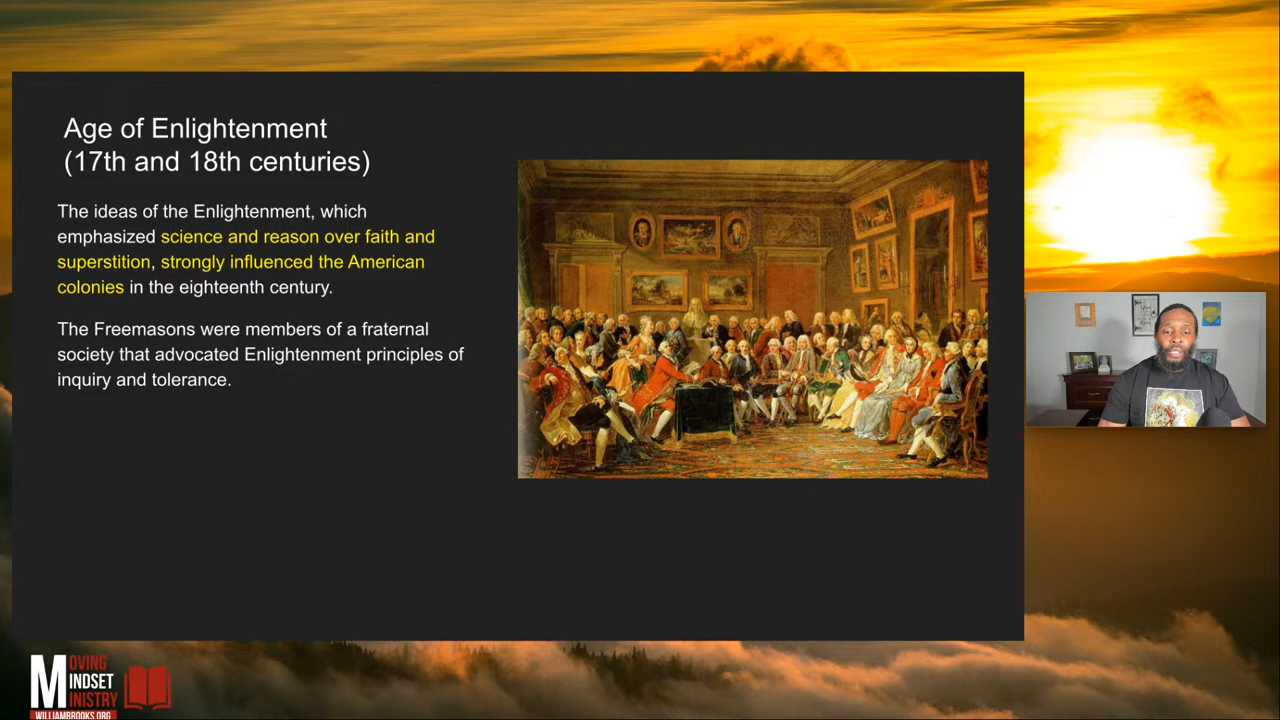 Age of Enlightenment
(17th and 18th centuries)
The ideas of the Enlightenment, which
emphasized science and reason over faith and
superstition, strongly influenced the American
colonies in the eighteenth century.
The Freemasons were members of a fraternal
society that advocated Enlightenment principles of
inquiry and tolerance.
MOVING
MINDSET
MINISTRY
WILLIAMBROOKS.ORG